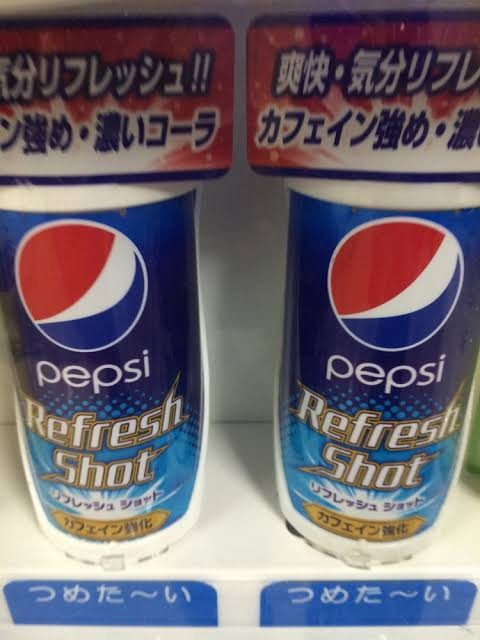 気分リフレッシュ!!
ン強め・濃いコーラ
爽快・気分リフレ
カフェイン強め・濃
pepsi
Refresh
Shot
リフレッシュ ショット
カフェイン強化
pepsi
Refresh
Shot
リフレッシュ ショット
カフェイン強化
つめた〜い
つめた〜い